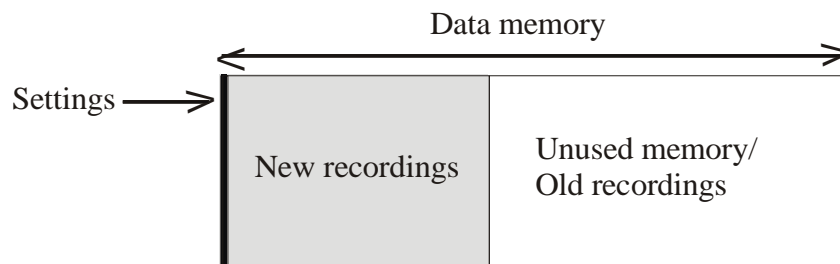 Data memory
Settings
New recordings
Unused memory/
Old recordings